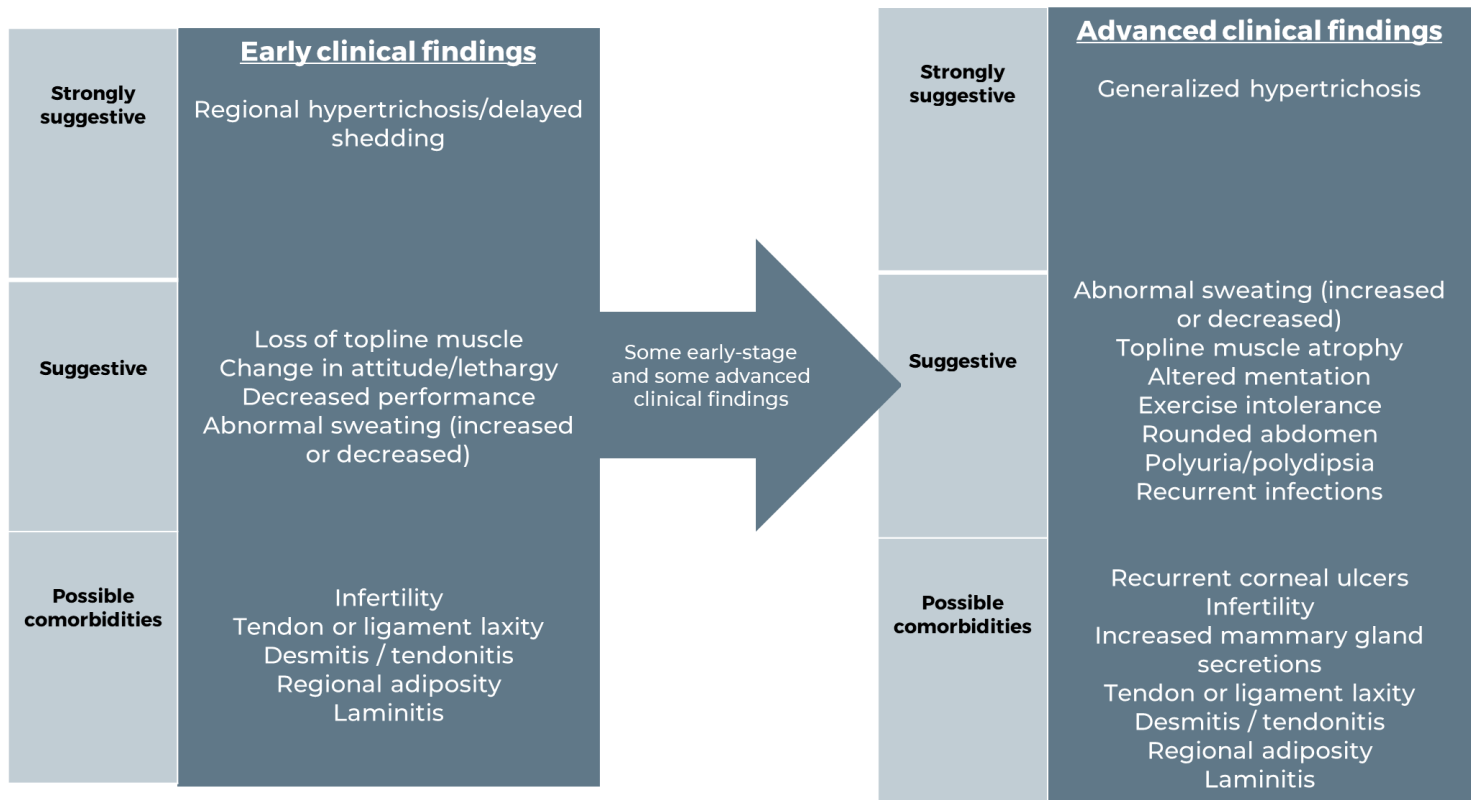 Early clinical findings
Strongly
suggestive
Regional hypertrichosis/delayed
shedding
Suggestive
Loss of topline muscle
Change in attitude/lethargy
Decreased performance
Abnormal sweating (increased
or decreased)
Possible
comorbidities
Infertility
Tendon or ligament laxity
Desmitis / tendonitis
Regional adiposity
Laminitis
Some early-stage
and some advanced
clinical findings
Advanced clinical findings
Strongly
suggestive
Generalized hypertrichosis
Suggestive
Abnormal sweating (increased
or decreased)
Topline muscle atrophy
Altered mentation
Exercise intolerance
Rounded abdomen
Polyuria/polydipsia
Recurrent infections
Possible
comorbidities
Recurrent corneal ulcers
Infertility
Increased mammary gland
secretions
Tendon or ligament laxity
Desmitis / tendonitis
Regional adiposity
Laminitis